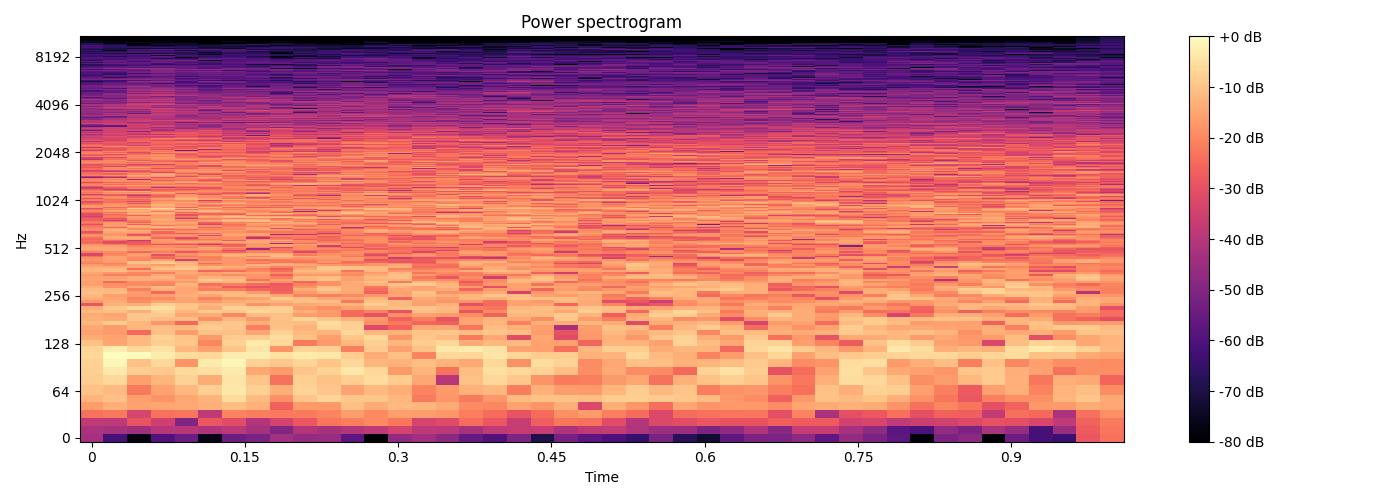 Power spectrogram
Hz
8192
4096
2048
1024
512
256
128
64
0
0 0.15 0.3 0.45 0.6 0.75 0.9
Time
+0 dB
-10 dB
-20 dB
-30 dB
-40 dB
-50 dB
-60 dB
-70 dB
-80 dB